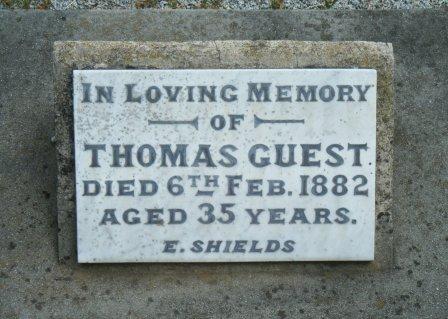 IN LOVING MEMORY
OF
THOMAS GUEST.
DIED 6TH FEB. 1882
AGED 35 YEARS.
E. SHIELDS